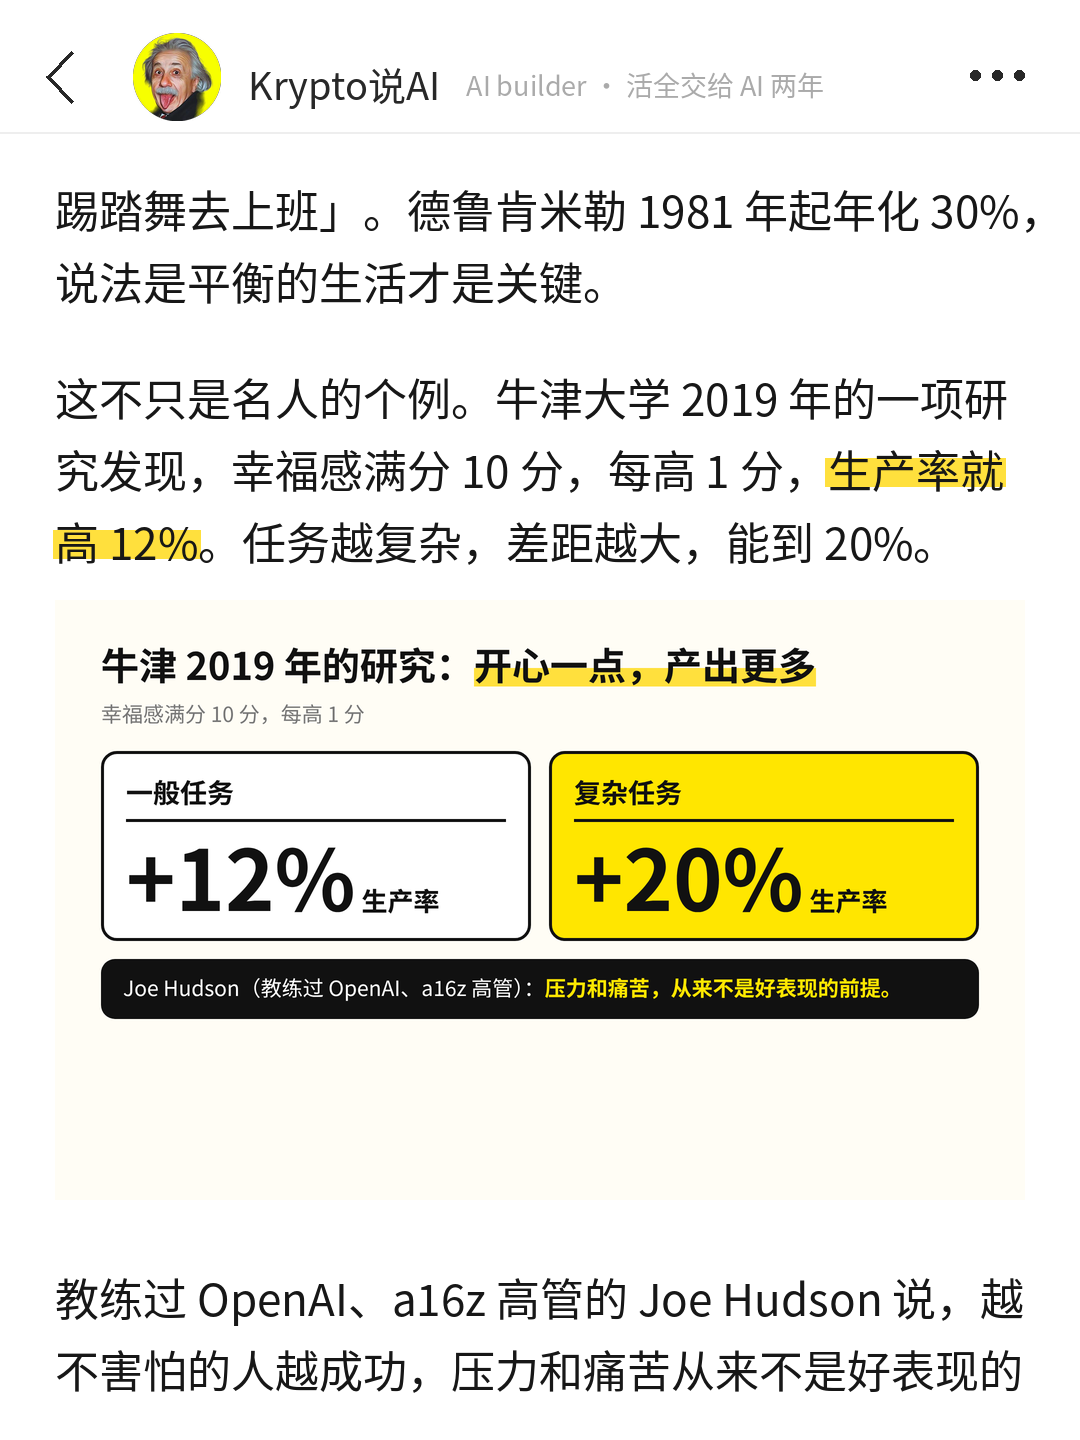 Krypto说AI AI builder · 活全交给 AI 两年
踢踏舞去上班」。德鲁肯米勒 1981 年起年化 30%，
说法是平衡的生活才是关键。
这不只是名人的个例。牛津大学 2019 年的一项研
究发现，幸福感满分 10 分，每高 1 分，生产率就
高 12%。任务越复杂，差距越大，能到 20%。
牛津 2019 年的研究：开心一点，产出更多
幸福感满分 10 分，每高 1 分
一般任务
+12% 生产率
复杂任务
+20% 生产率
Joe Hudson（教练过 OpenAI、a16z 高管）：压力和痛苦，从来不是好表现的前提。
教练过 OpenAI、a16z 高管的 Joe Hudson 说，越
不害怕的人越成功，压力和痛苦从来不是好表现的